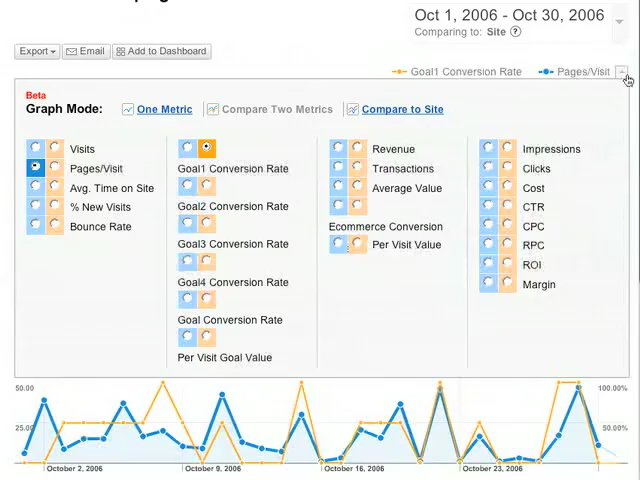 Oct 1, 2006 - Oct 30, 2006
Comparing to: Site ?
Export Email Add to Dashboard
Goal1 Conversion Rate Pages/Visit
Beta
Graph Mode: One Metric Compare Two Metrics Compare to Site
Visits
Pages/Visit
Avg. Time on Site
% New Visits
Bounce Rate
Goal1 Conversion Rate
Goal2 Conversion Rate
Goal3 Conversion Rate
Goal4 Conversion Rate
Goal Conversion Rate
Per Visit Goal Value
Revenue
Transactions
Average Value
Ecommerce Conversion
Per Visit Value
Impressions
Clicks
Cost
CTR
CPC
RPC
ROI
Margin
50.00 100.00%
25.00 50.00%
October 2, 2006 October 9, 2006 October 16, 2006 October 23, 2006